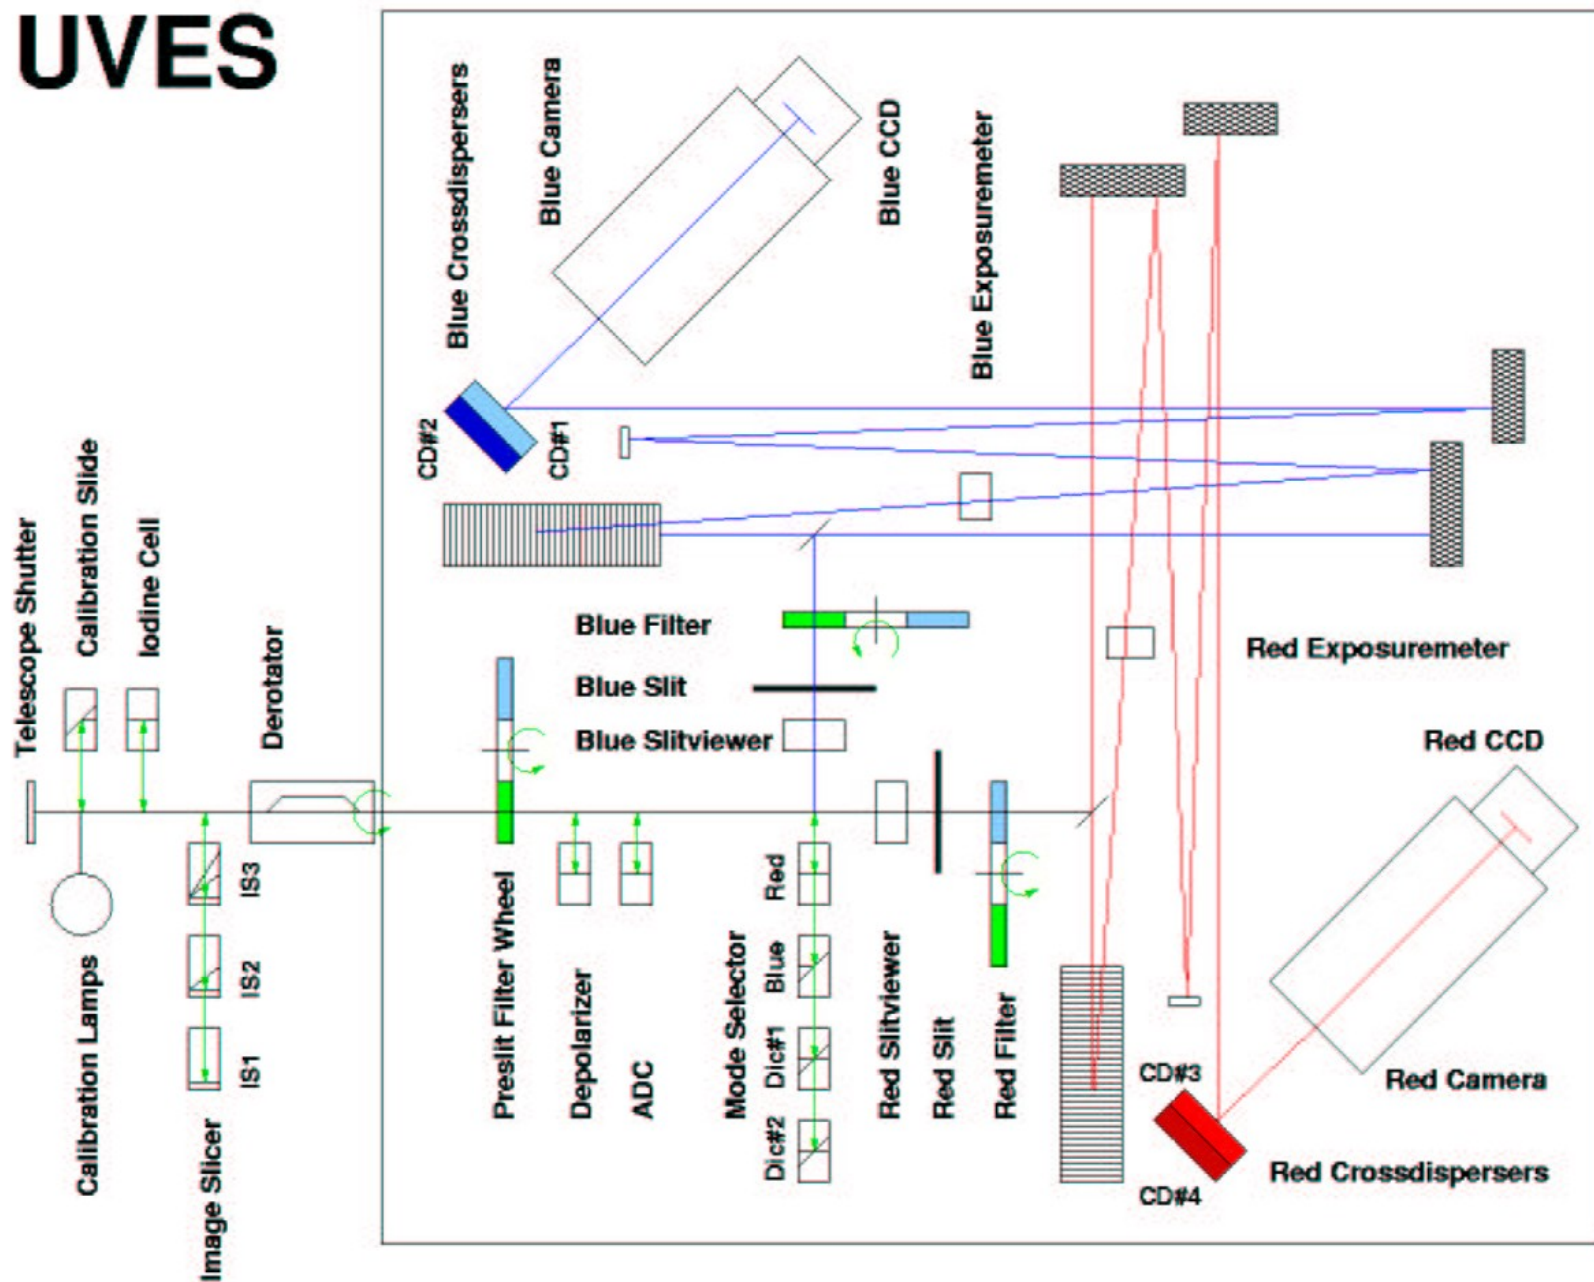 UVES
Blue Crossdispersers
Blue Camera
Blue CCD
Blue Exposuremeter
CD#2
CD#1
Telescope Shutter
Calibration Slide
Iodine Cell
Derotator
Blue Filter
Blue Slit
Blue Slitviewer
Red Exposuremeter
Red CCD
Calibration Lamps
Image Slicer
IS3
IS2
IS1
Preslit Filter Wheel
Depolarizer
ADC
Mode Selector
Red
Blue
Dic#1
Dic#2
Red Slitviewer
Red Slit
Red Filter
CD#3
CD#4
Red Camera
Red Crossdispersers